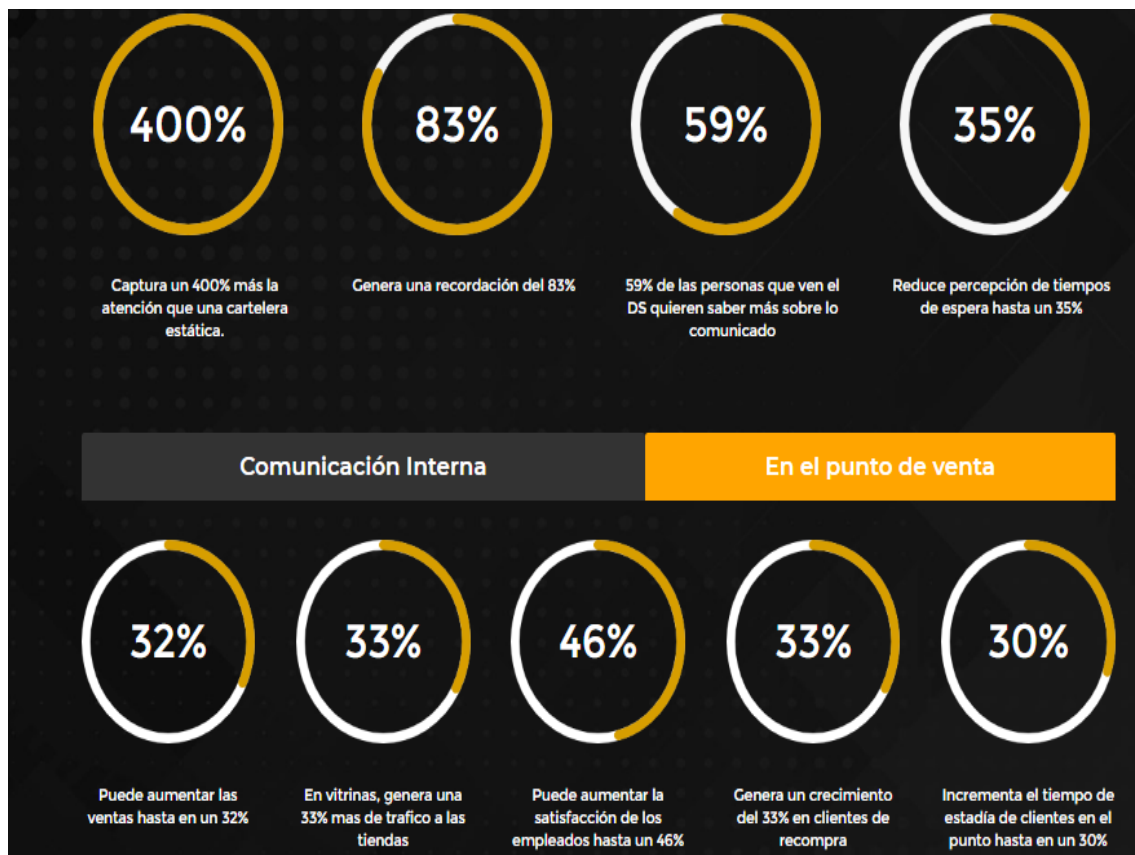 400%
83%
59%
35%
Captura un 400% más la
atención que una cartelera
estática.
Genera una recordación del 83%
59% de las personas que ven el
DS quieren saber más sobre lo
comunicado
Reduce percepción de tiempos
de espera hasta un 35%
Comunicación Interna
En el punto de venta
32%
33%
46%
33%
30%
Puede aumentar las
ventas hasta en un 32%
En vitrinas, genera una
33% mas de trafico a las
tiendas
Puede aumentar la
satisfacción de los
empleados hasta un 46%
Genera un crecimiento
del 33% en clientes de
recompra
Incrementa el tiempo de
estadía de clientes en el
punto hasta en un 30%